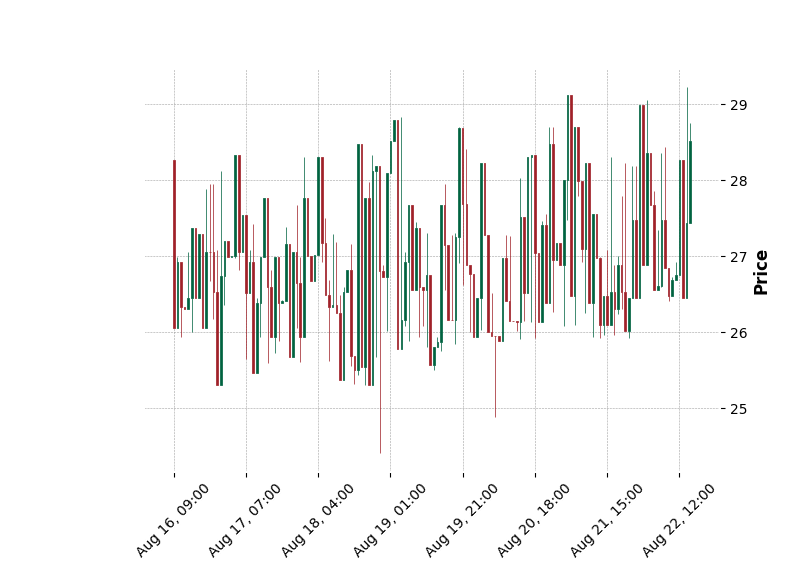 29
28
27
26
25
Price
Aug 16, 09:00
Aug 17, 07:00
Aug 18, 04:00
Aug 19, 01:00
Aug 19, 21:00
Aug 20, 18:00
Aug 21, 15:00
Aug 22, 12:00